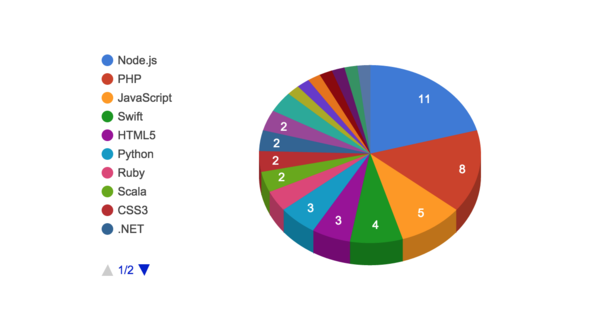 Node.js
PHP
JavaScript
Swift
HTML5
Python
Ruby
Scala
CSS3
.NET
1/2
11
8
5
4
3
3
2
2
2
2